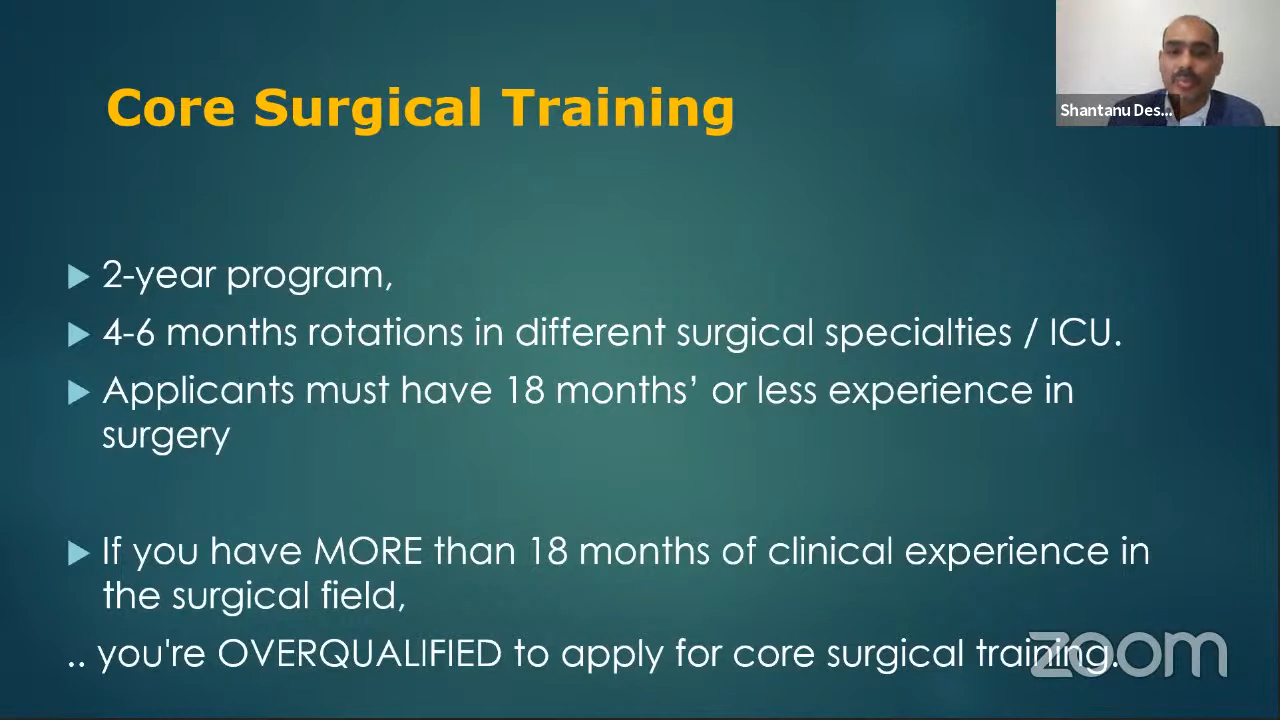 Core Surgical Training
Shantanu Des...
2-year program,
4-6 months rotations in different surgical specialties / ICU.
Applicants must have 18 months’ or less experience in
surgery
If you have MORE than 18 months of clinical experience in
the surgical field,
.. you're OVERQUALIFIED to apply for core surgical training.
zoom